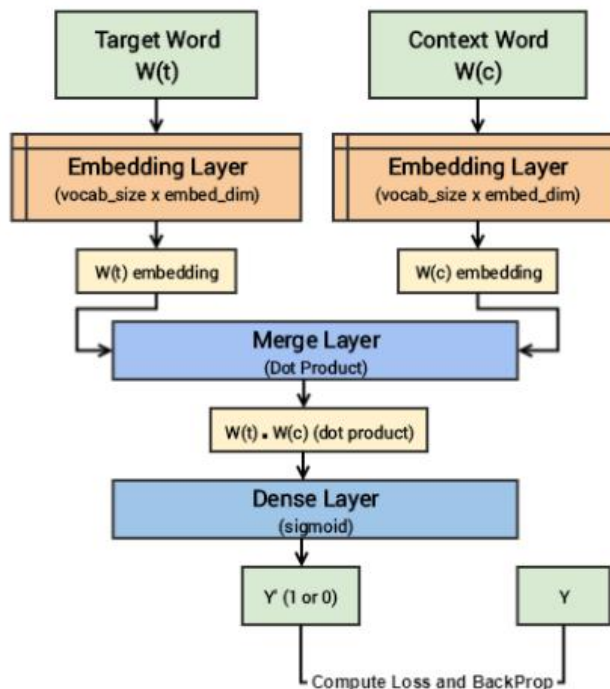 Target Word
W(t)
Context Word
W(c)
Embedding Layer
(vocab_size x embed_dim)
Embedding Layer
(vocab_size x embed_dim)
W(t) embedding
W(c) embedding
Merge Layer
(Dot Product)
W(t) . W(c) (dot product)
Dense Layer
(sigmoid)
Y' (1 or 0)
Y
Compute Loss and BackProp